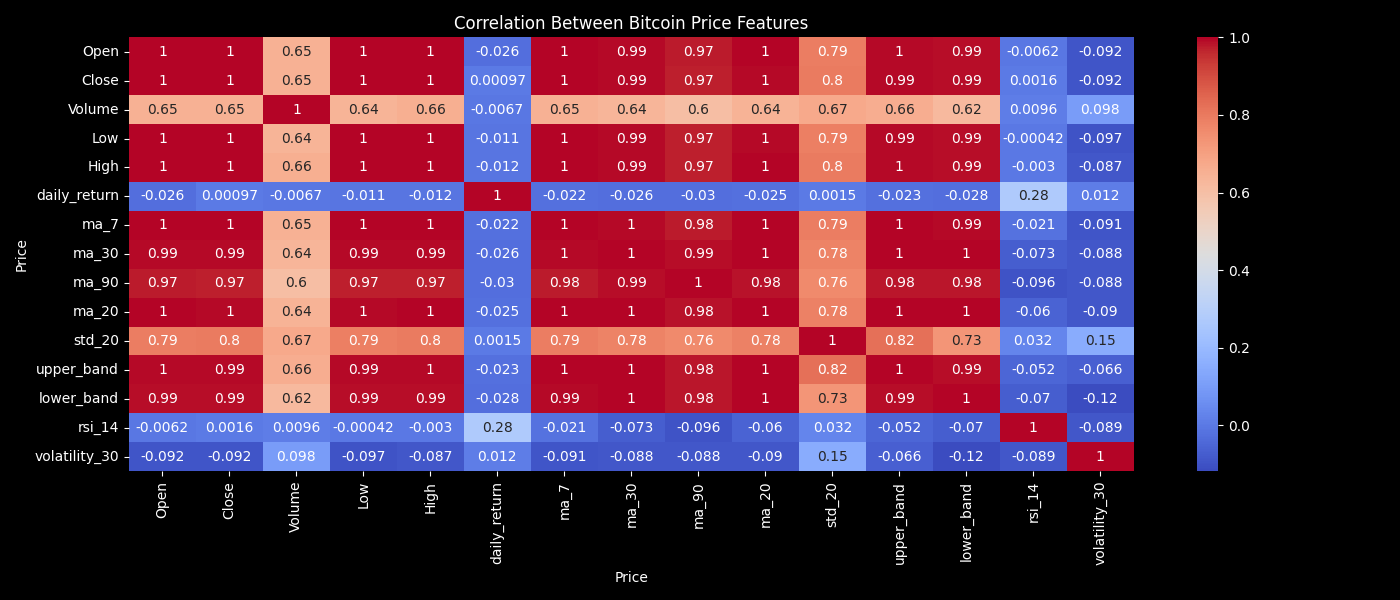 Correlation Between Bitcoin Price Features
Open 1 1 0.65 1 1 -0.026 1 0.99 0.97 1 0.79 1 0.99 -0.0062 -0.092
Close 1 1 0.65 1 1 0.00097 1 0.99 0.97 1 0.8 0.99 0.99 0.0016 -0.092
Volume 0.65 0.65 1 0.64 0.66 -0.0067 0.65 0.64 0.6 0.64 0.67 0.66 0.62 0.0096 0.098
Low 1 1 0.64 1 1 -0.011 1 0.99 0.97 1 0.79 0.99 0.99 -0.00042 -0.097
High 1 1 0.66 1 1 -0.012 1 0.99 0.97 1 0.8 1 0.99 -0.003 -0.087
daily_return -0.026 0.00097 -0.0067 -0.011 -0.012 1 -0.022 -0.026 -0.03 -0.025 0.0015 -0.023 -0.028 0.28 0.012
ma_7 1 1 0.65 1 1 -0.022 1 1 0.98 1 0.79 1 0.99 -0.021 -0.091
ma_30 0.99 0.99 0.64 0.99 0.99 -0.026 1 1 0.99 1 0.78 1 1 -0.073 -0.088
ma_90 0.97 0.97 0.6 0.97 0.97 -0.03 0.98 0.99 1 0.98 0.76 0.98 0.98 -0.096 -0.088
ma_20 1 1 0.64 1 1 -0.025 1 1 0.98 1 0.78 1 1 -0.06 -0.09
std_20 0.79 0.8 0.67 0.79 0.8 0.0015 0.79 0.78 0.76 0.78 1 0.82 0.73 0.032 0.15
upper_band 1 0.99 0.66 0.99 1 -0.023 1 1 0.98 1 0.82 1 0.99 -0.052 -0.066
lower_band 0.99 0.99 0.62 0.99 0.99 -0.028 0.99 1 0.98 1 0.73 0.99 1 -0.07 -0.12
rsi_14 -0.0062 0.0016 0.0096 -0.00042 -0.003 0.28 -0.021 -0.073 -0.096 -0.06 0.032 -0.052 -0.07 1 -0.089
volatility_30 -0.092 -0.092 0.098 -0.097 -0.087 0.012 -0.091 -0.088 -0.088 -0.09 0.15 -0.066 -0.12 -0.089 1
Price
Open Close Volume Low High daily_return ma_7 ma_30 ma_90 ma_20 std_20 upper_band lower_band rsi_14 volatility_30
Price
1.0
0.8
0.6
0.4
0.2
0.0